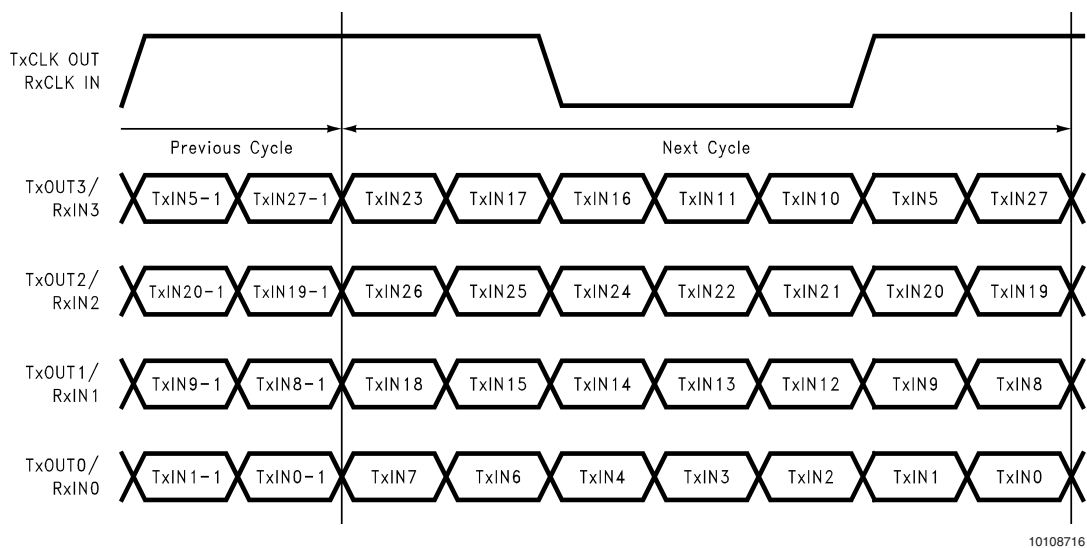 TxCLK OUT
RxCLK IN
Previous Cycle Next Cycle
TxOUT3/
RxIN3
TxIN5-1 TxIN27-1 TxIN23 TxIN17 TxIN16 TxIN11 TxIN10 TxIN5 TxIN27
TxOUT2/
RxIN2
TxIN20-1 TxIN19-1 TxIN26 TxIN25 TxIN24 TxIN22 TxIN21 TxIN20 TxIN19
TxOUT1/
RxIN1
TxIN9-1 TxIN8-1 TxIN18 TxIN15 TxIN14 TxIN13 TxIN12 TxIN9 TxIN8
TxOUT0/
RxIN0
TxIN1-1 TxIN0-1 TxIN7 TxIN6 TxIN4 TxIN3 TxIN2 TxIN1 TxIN0
10108716